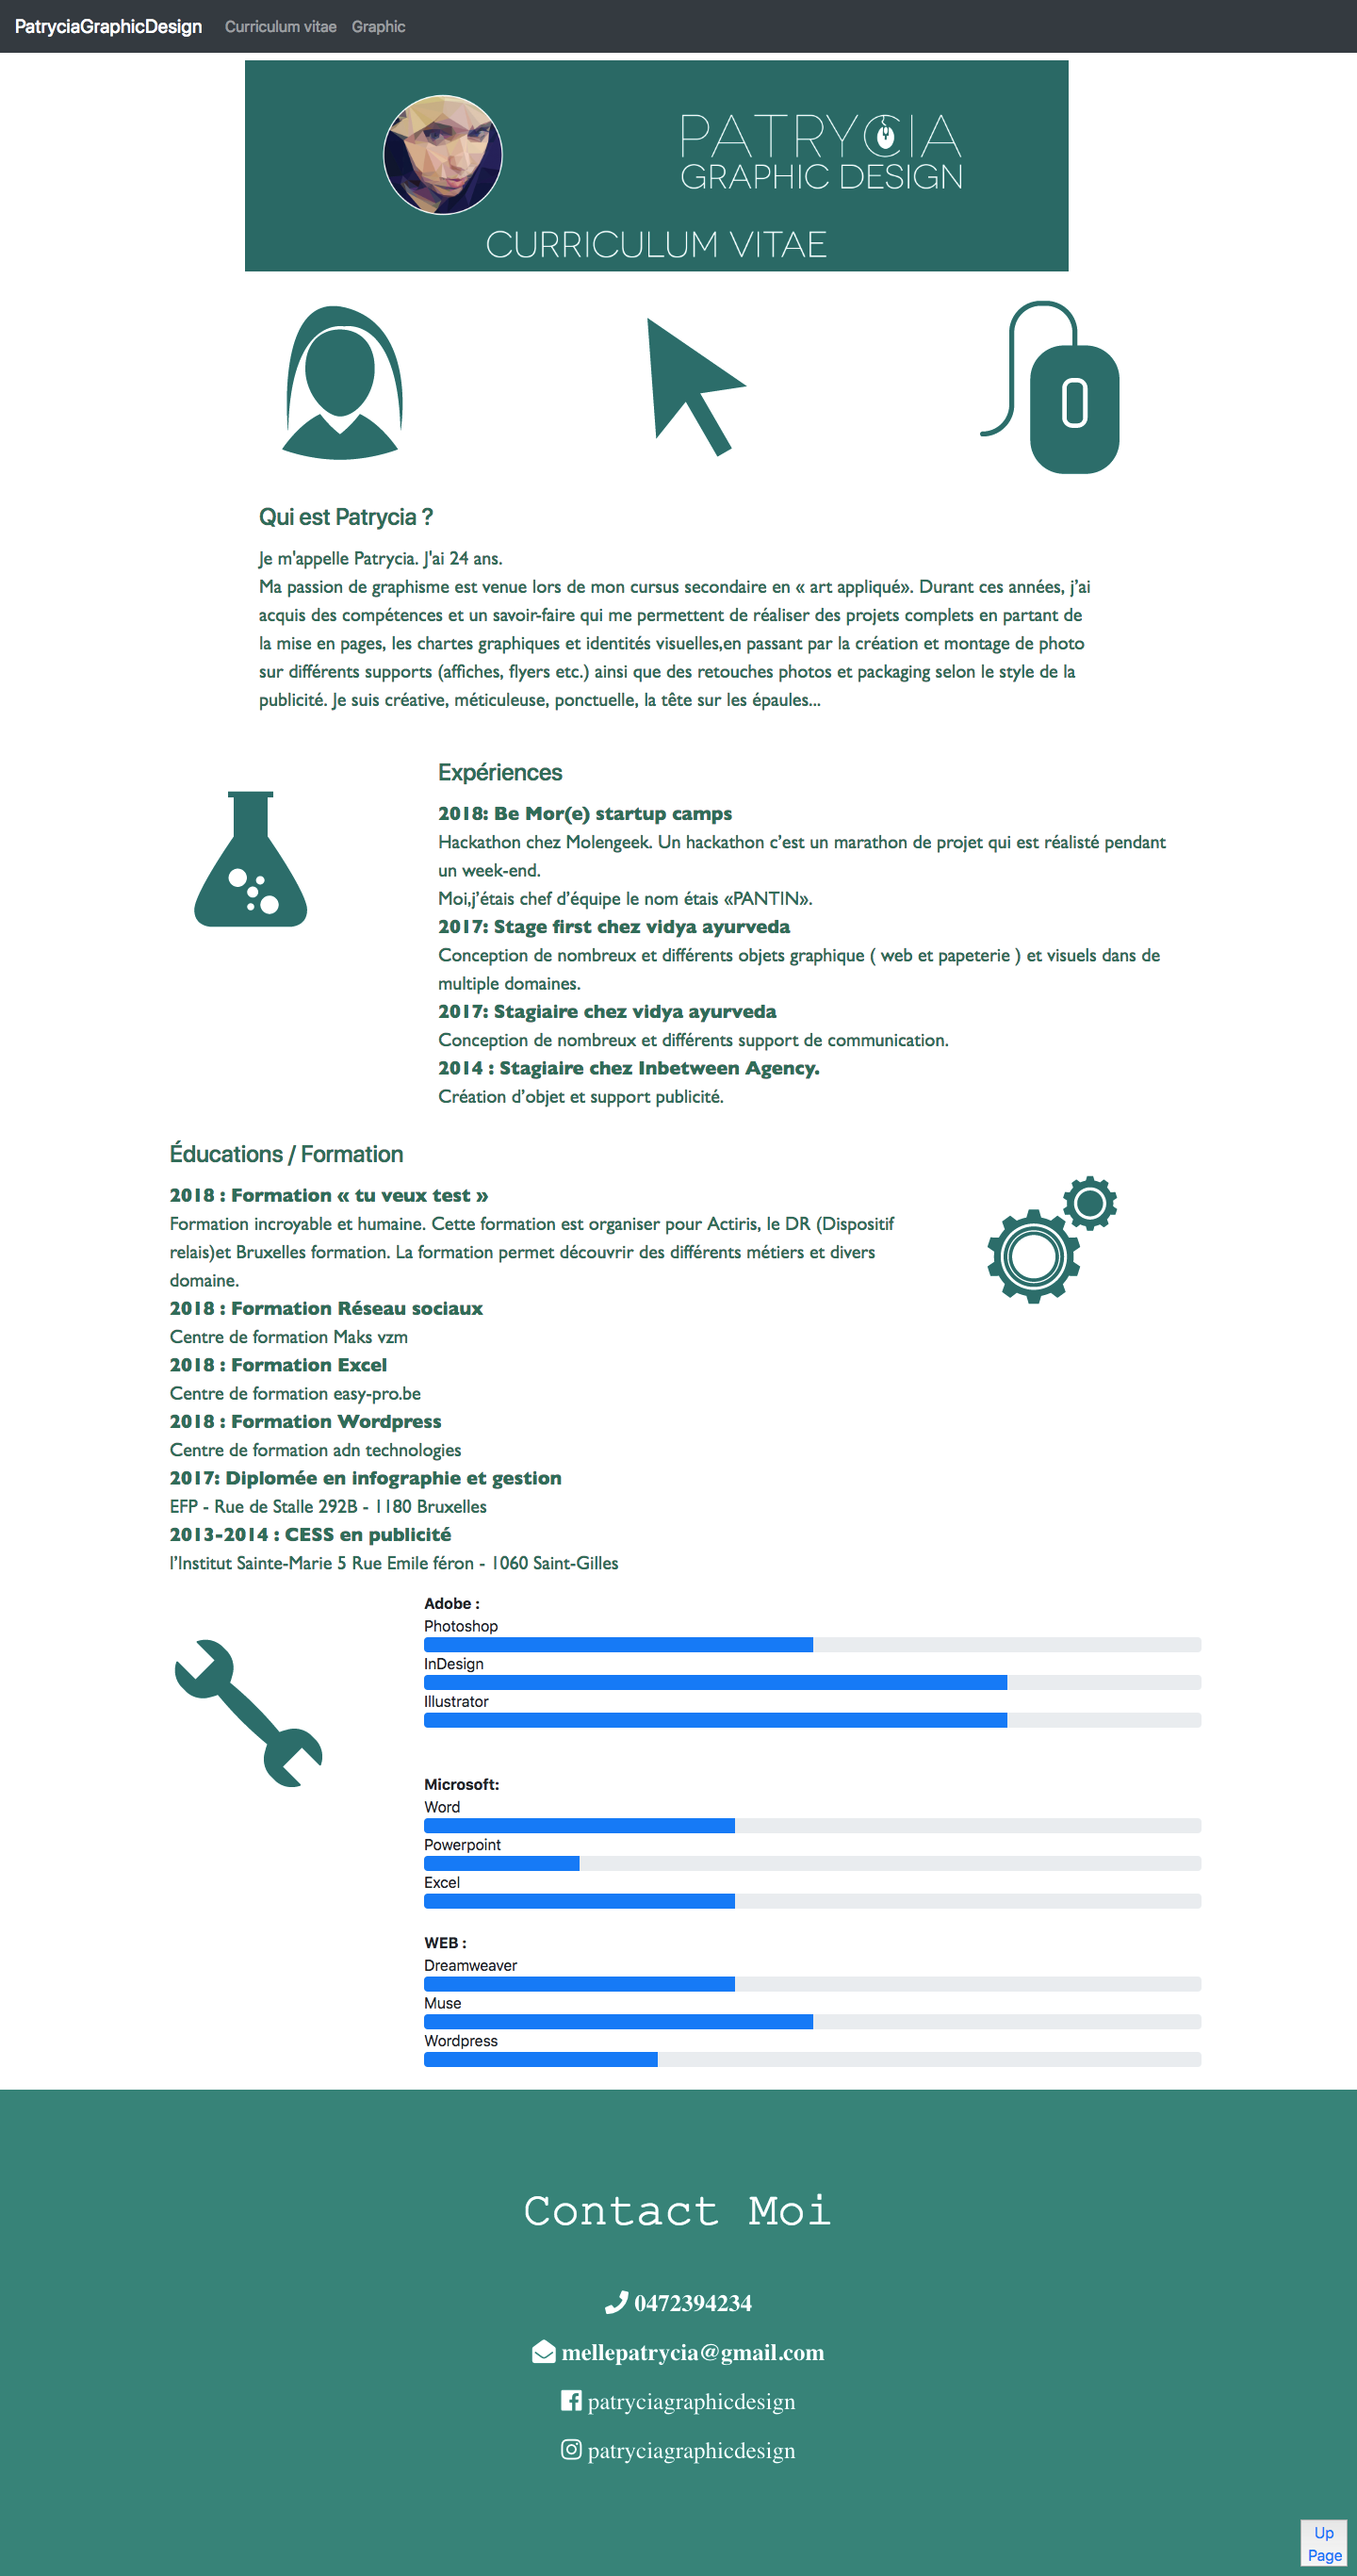 PatryciaGraphicDesign Curriculum vitae Graphic
PATRYCIA
GRAPHIC DESIGN
CURRICULUM VITAE
Qui est Patrycia ?
Je m'appelle Patrycia. J'ai 24 ans.
Ma passion de graphisme est venue lors de mon cursus secondaire en « art appliqué». Durant ces années, j’ai
acquis des compétences et un savoir-faire qui me permettent de réaliser des projets complets en partant de
la mise en pages, les chartes graphiques et identités visuelles,en passant par la création et montage de photo
sur différents supports (affiches, flyers etc.) ainsi que des retouches photos et packaging selon le style de la
publicité. Je suis créative, méticuleuse, ponctuelle, la tête sur les épaules...
Expériences
2018: Be Mor(e) startup camps
Hackathon chez Molengeek. Un hackathon c’est un marathon de projet qui est réalisté pendant
un week-end.
Moi,j’étais chef d’équipe le nom étais «PANTIN».
2017: Stage first chez vidya ayurveda
Conception de nombreux et différents objets graphique ( web et papeterie ) et visuels dans de
multiple domaines.
2017: Stagiaire chez vidya ayurveda
Conception de nombreux et différents support de communication.
2014 : Stagiaire chez Inbetween Agency.
Création d’objet et support publicité.
Éducations / Formation
2018 : Formation « tu veux test »
Formation incroyable et humaine. Cette formation est organiser pour Actiris, le DR (Dispositif
relais)et Bruxelles formation. La formation permet découvrir des différents métiers et divers
domaine.
2018 : Formation Réseau sociaux
Centre de formation Maks vzm
2018 : Formation Excel
Centre de formation easy-pro.be
2018 : Formation Wordpress
Centre de formation adn technologies
2017: Diplomée en infographie et gestion
EFP - Rue de Stalle 292B - 1180 Bruxelles
2013-2014 : CESS en publicité
l’Institut Sainte-Marie 5 Rue Emile féron - 1060 Saint-Gilles
Adobe :
Photoshop
InDesign
Illustrator
Microsoft:
Word
Powerpoint
Excel
WEB :
Dreamweaver
Muse
Wordpress
Contact Moi
0472394234
mellepatrycia@gmail.com
patryciagraphicdesign
patryciagraphicdesign
Up
Page